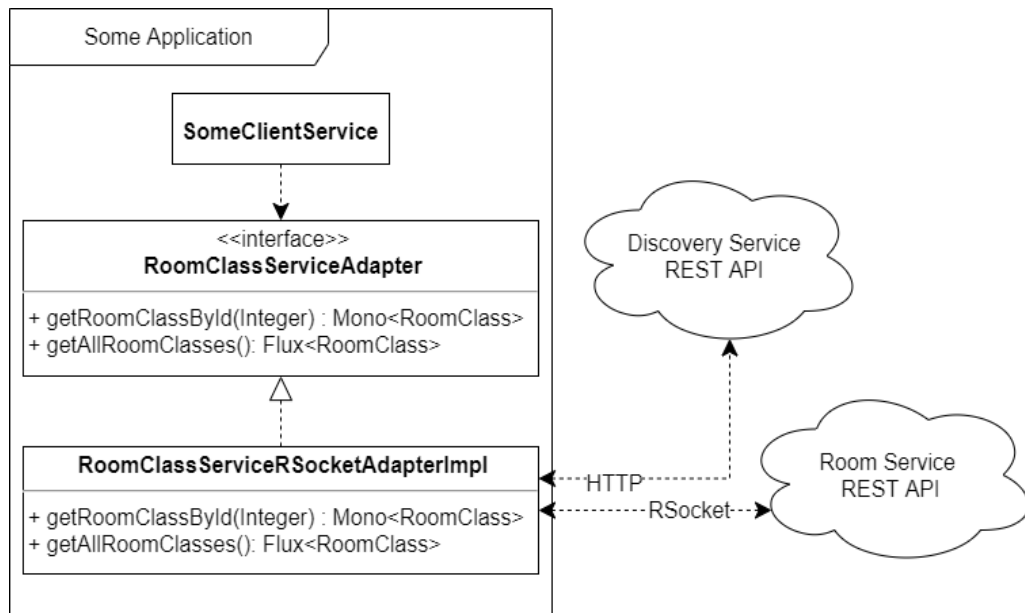 Some Application
SomeClientService
<<interface>>
RoomClassServiceAdapter
+ getRoomClassById(Integer) : Mono<RoomClass>
+ getAllRoomClasses(): Flux<RoomClass>
RoomClassServiceRSocketAdapterImpl
+ getRoomClassById(Integer) : Mono<RoomClass>
+ getAllRoomClasses(): Flux<RoomClass>
HTTP
RSocket
Discovery Service
REST API
Room Service
REST API